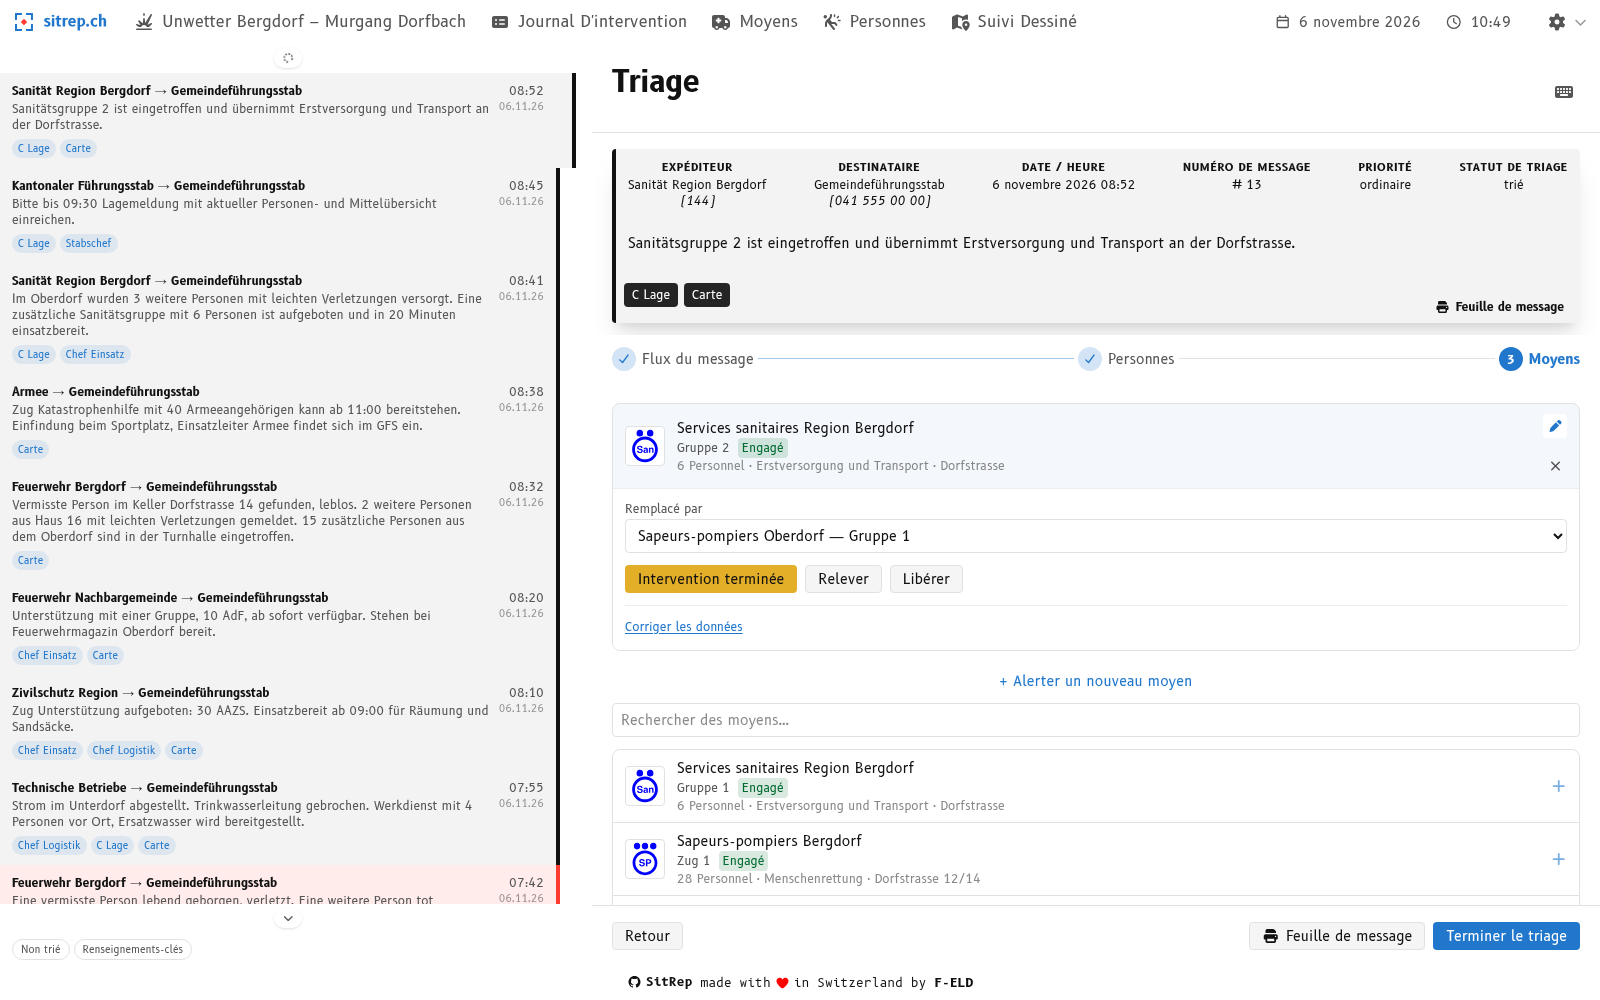 sitrep.ch
Unwetter Bergdorf – Murgang Dorfbach
Journal D'intervention
Moyens
Personnes
Suivi Dessiné
6 novembre 2026
10:49
Sanität Region Bergdorf → Gemeindeführungsstab
08:52
Sanitätsgruppe 2 ist eingetroffen und übernimmt Erstversorgung und Transport an
06.11.26
der Dorfstrasse.
C Lage
Carte
Kantonaler Führungsstab → Gemeindeführungsstab
08:45
Bitte bis 09:30 Lagemeldung mit aktueller Personen- und Mittelübersicht
06.11.26
einreichen.
C Lage
Stabschef
Sanität Region Bergdorf → Gemeindeführungsstab
08:41
Im Oberdorf wurden 3 weitere Personen mit leichten Verletzungen versorgt. Eine
06.11.26
zusätzliche Sanitätsgruppe mit 6 Personen ist aufgeboten und in 20 Minuten
einsatzbereit.
C Lage
Chef Einsatz
Armee → Gemeindeführungsstab
08:38
Zug Katastrophenhilfe mit 40 Armeeangehörigen kann ab 11:00 bereitstehen.
06.11.26
Einfindung beim Sportplatz, Einsatzleiter Armee findet sich im GFS ein.
Carte
Feuerwehr Bergdorf → Gemeindeführungsstab
08:32
Vermisste Person im Keller Dorfstrasse 14 gefunden, leblos. 2 weitere Personen
06.11.26
aus Haus 16 mit leichten Verletzungen gemeldet. 15 zusätzliche Personen aus
dem Oberdorf sind in der Turnhalle eingetroffen.
Carte
Feuerwehr Nachbargemeinde → Gemeindeführungsstab
08:20
Unterstützung mit einer Gruppe, 10 AdF, ab sofort verfügbar. Stehen bei
06.11.26
Feuerwehrmagazin Oberdorf bereit.
Chef Einsatz
Carte
Zivilschutz Region → Gemeindeführungsstab
08:10
Zug Unterstützung aufgeboten: 30 AAZS. Einsatzbereit ab 09:00 für Räumung und
06.11.26
Sandsäcke.
Chef Einsatz
Chef Logistik
Carte
Technische Betriebe → Gemeindeführungsstab
07:55
Strom im Unterdorf abgestellt. Trinkwasserleitung gebrochen. Werkdienst mit 4
06.11.26
Personen vor Ort, Ersatzwasser wird bereitgestellt.
Chef Logistik
C Lage
Carte
Feuerwehr Bergdorf → Gemeindeführungsstab
07:42
Eine vermisste Person lebend geborgen, verletzt. Eine weitere Person tot
06.11.26
Non trié
Renseignements-clés
Triage
EXPÉDITEUR
Sanität Region Bergdorf
[144]
DESTINATAIRE
Gemeindeführungsstab
[041 555 00 00]
DATE / HEURE
6 novembre 2026 08:52
NUMÉRO DE MESSAGE
# 13
PRIORITÉ
ordinaire
STATUT DE TRIAGE
trié
Sanitätsgruppe 2 ist eingetroffen und übernimmt Erstversorgung und Transport an der Dorfstrasse.
C Lage
Carte
Feuille de message
Flux du message
Personnes
3 Moyens
San
Services sanitaires Region Bergdorf
Gruppe 2 Engagé
6 Personnel · Erstversorgung und Transport · Dorfstrasse
Remplacé par
Sapeurs-pompiers Oberdorf — Gruppe 1
Intervention terminée
Relever
Libérer
Corriger les données
+ Alerter un nouveau moyen
Rechercher des moyens...
San
Services sanitaires Region Bergdorf
Gruppe 1 Engagé
6 Personnel · Erstversorgung und Transport · Dorfstrasse
SP
Sapeurs-pompiers Bergdorf
Zug 1 Engagé
28 Personnel · Menschenrettung · Dorfstrasse 12/14
Retour
Feuille de message
Terminer le triage
SitRep made with ❤ in Switzerland by F-ELD